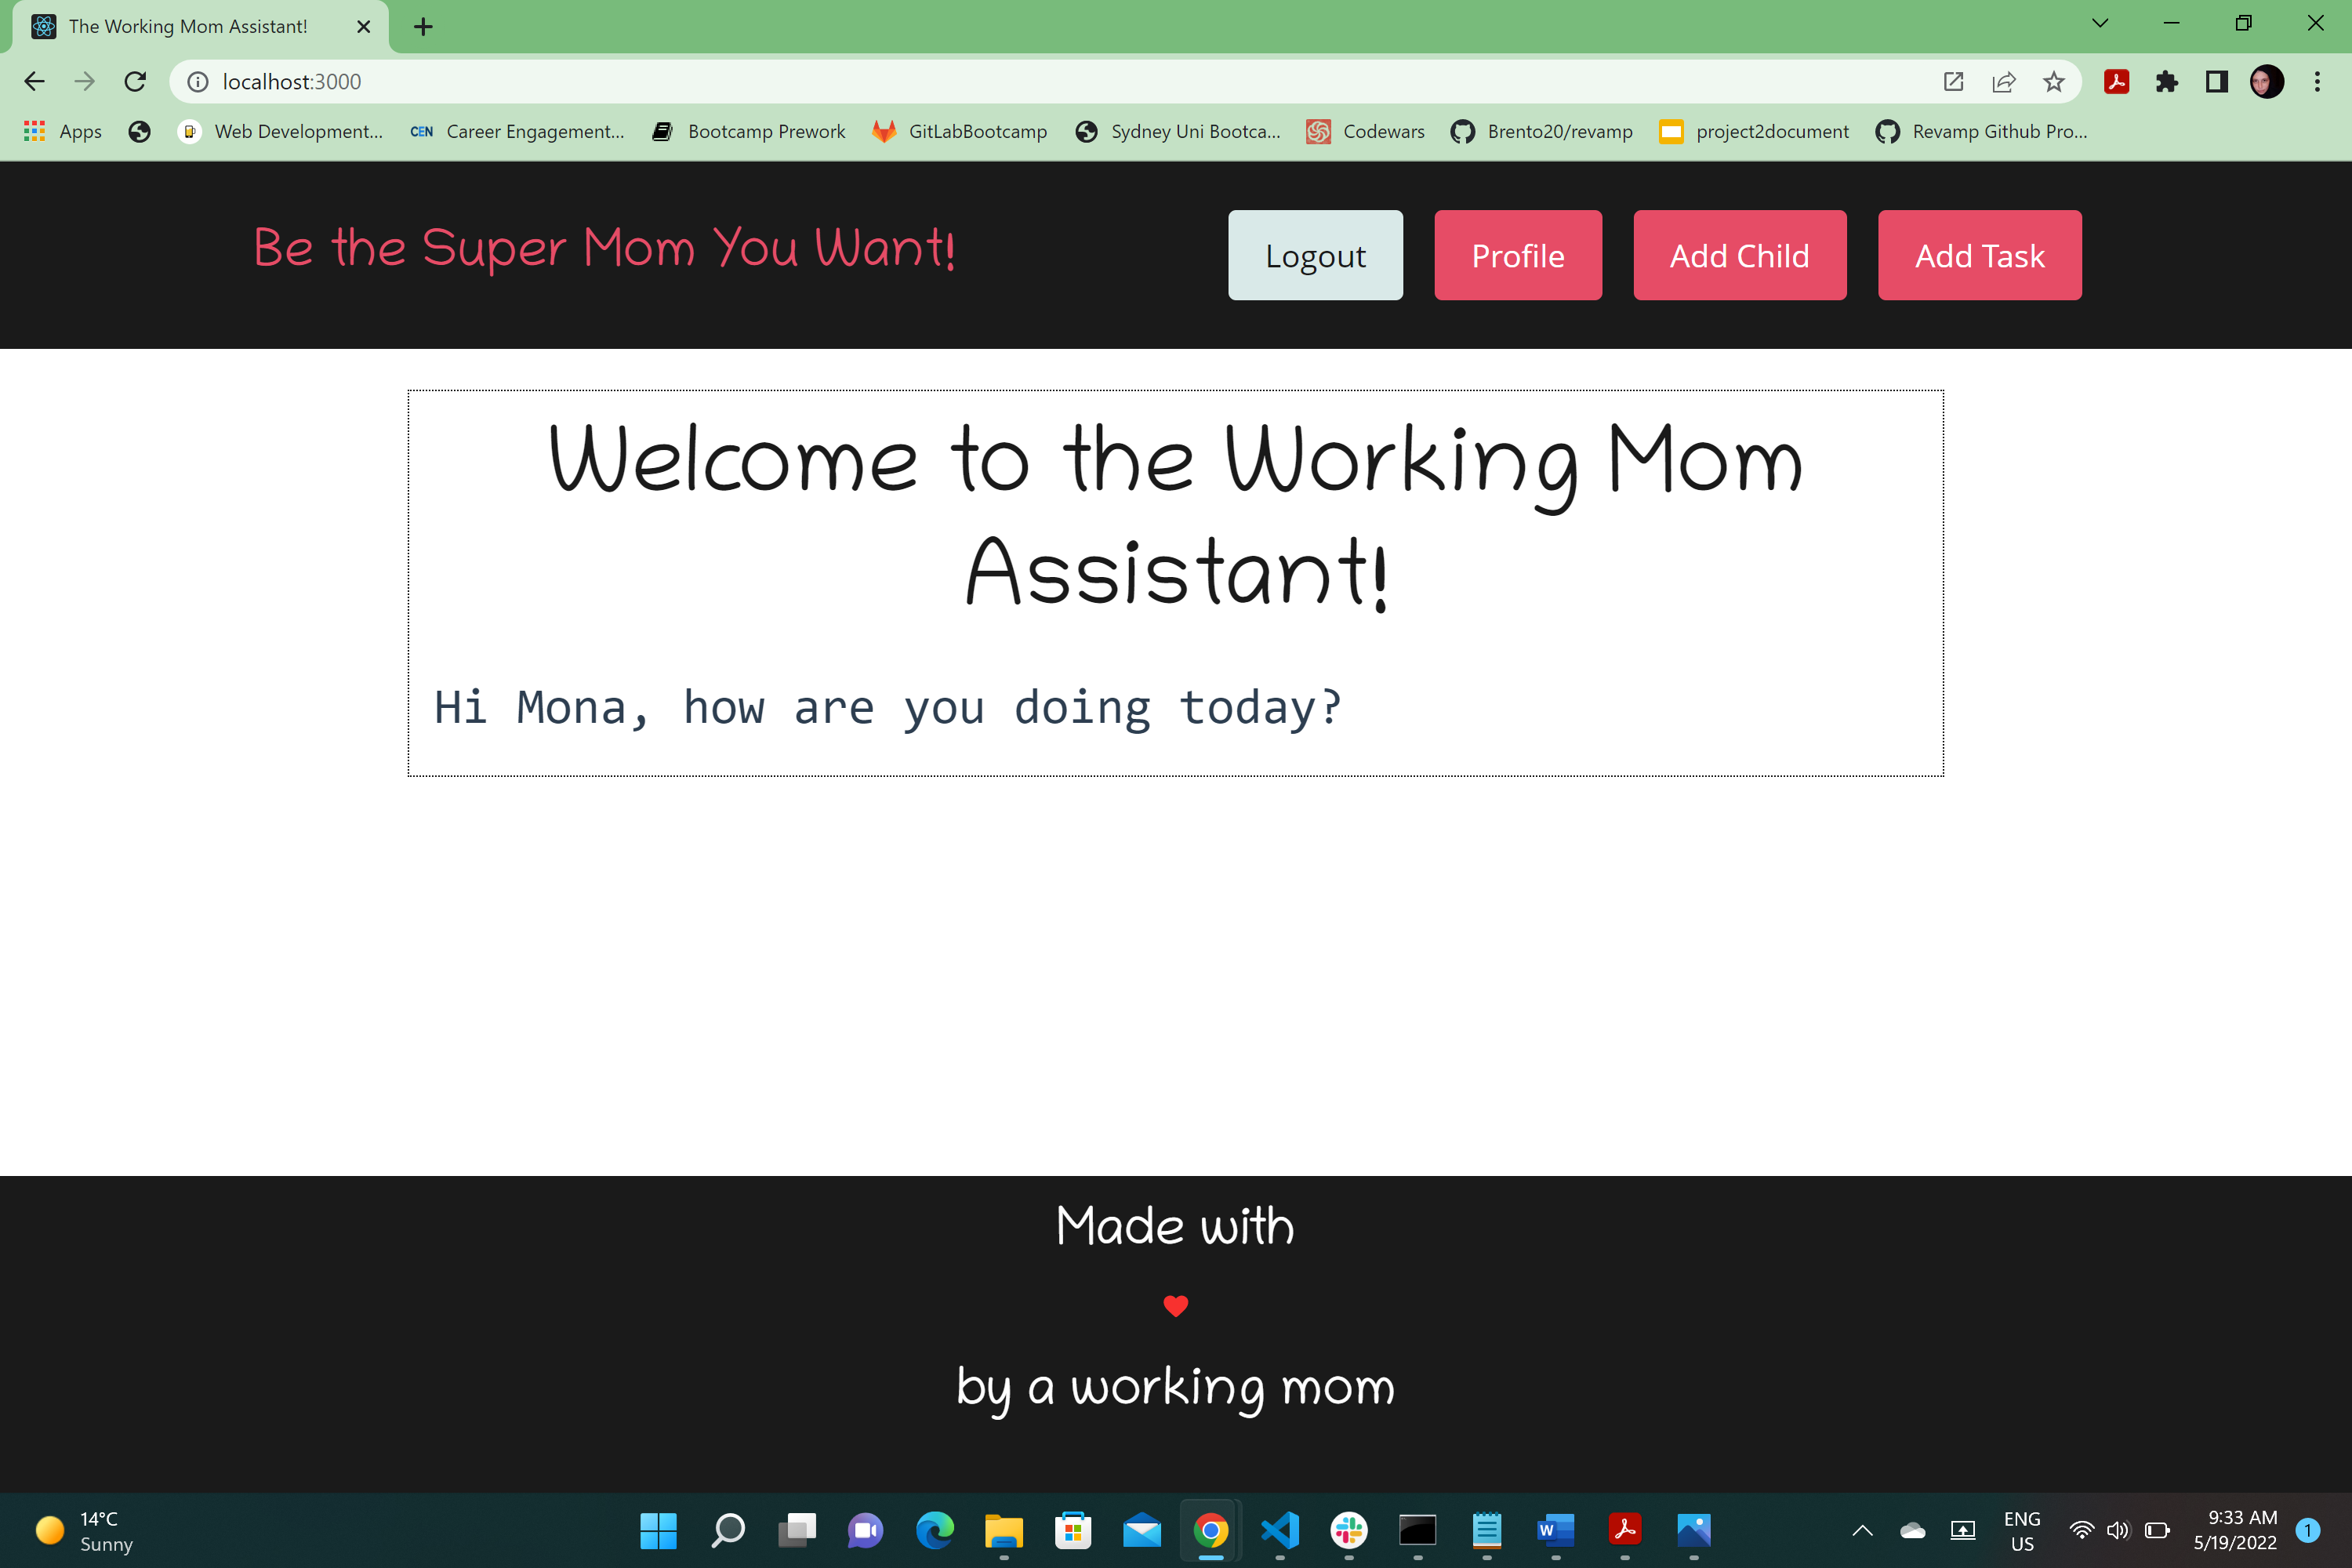 The Working Mom Assistant!
localhost:3000
Apps
Web Development...
CEN Career Engagement...
Bootcamp Prework
GitLabBootcamp
Sydney Uni Bootca...
Codewars
Brento20/revamp
project2document
Revamp Github Pro...
Be the Super Mom You Want!
Logout
Profile
Add Child
Add Task
Welcome to the Working Mom
Assistant!
Hi Mona, how are you doing today?
Made with
by a working mom
14°C
Sunny
W
ENG
US
9:33 AM
5/19/2022
1